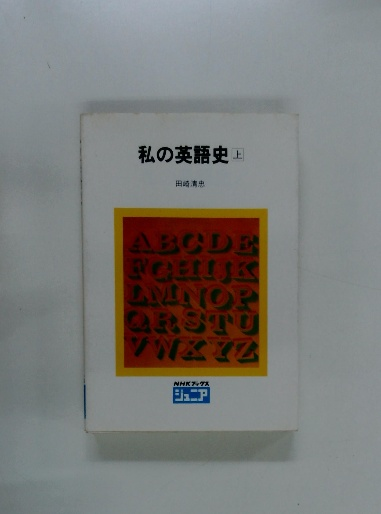 私の英語史 上
田崎清忠
ABCDE
FGHIJK
LMNOP
QRSTU
VWXYZ
NHKブックス
ジュニア